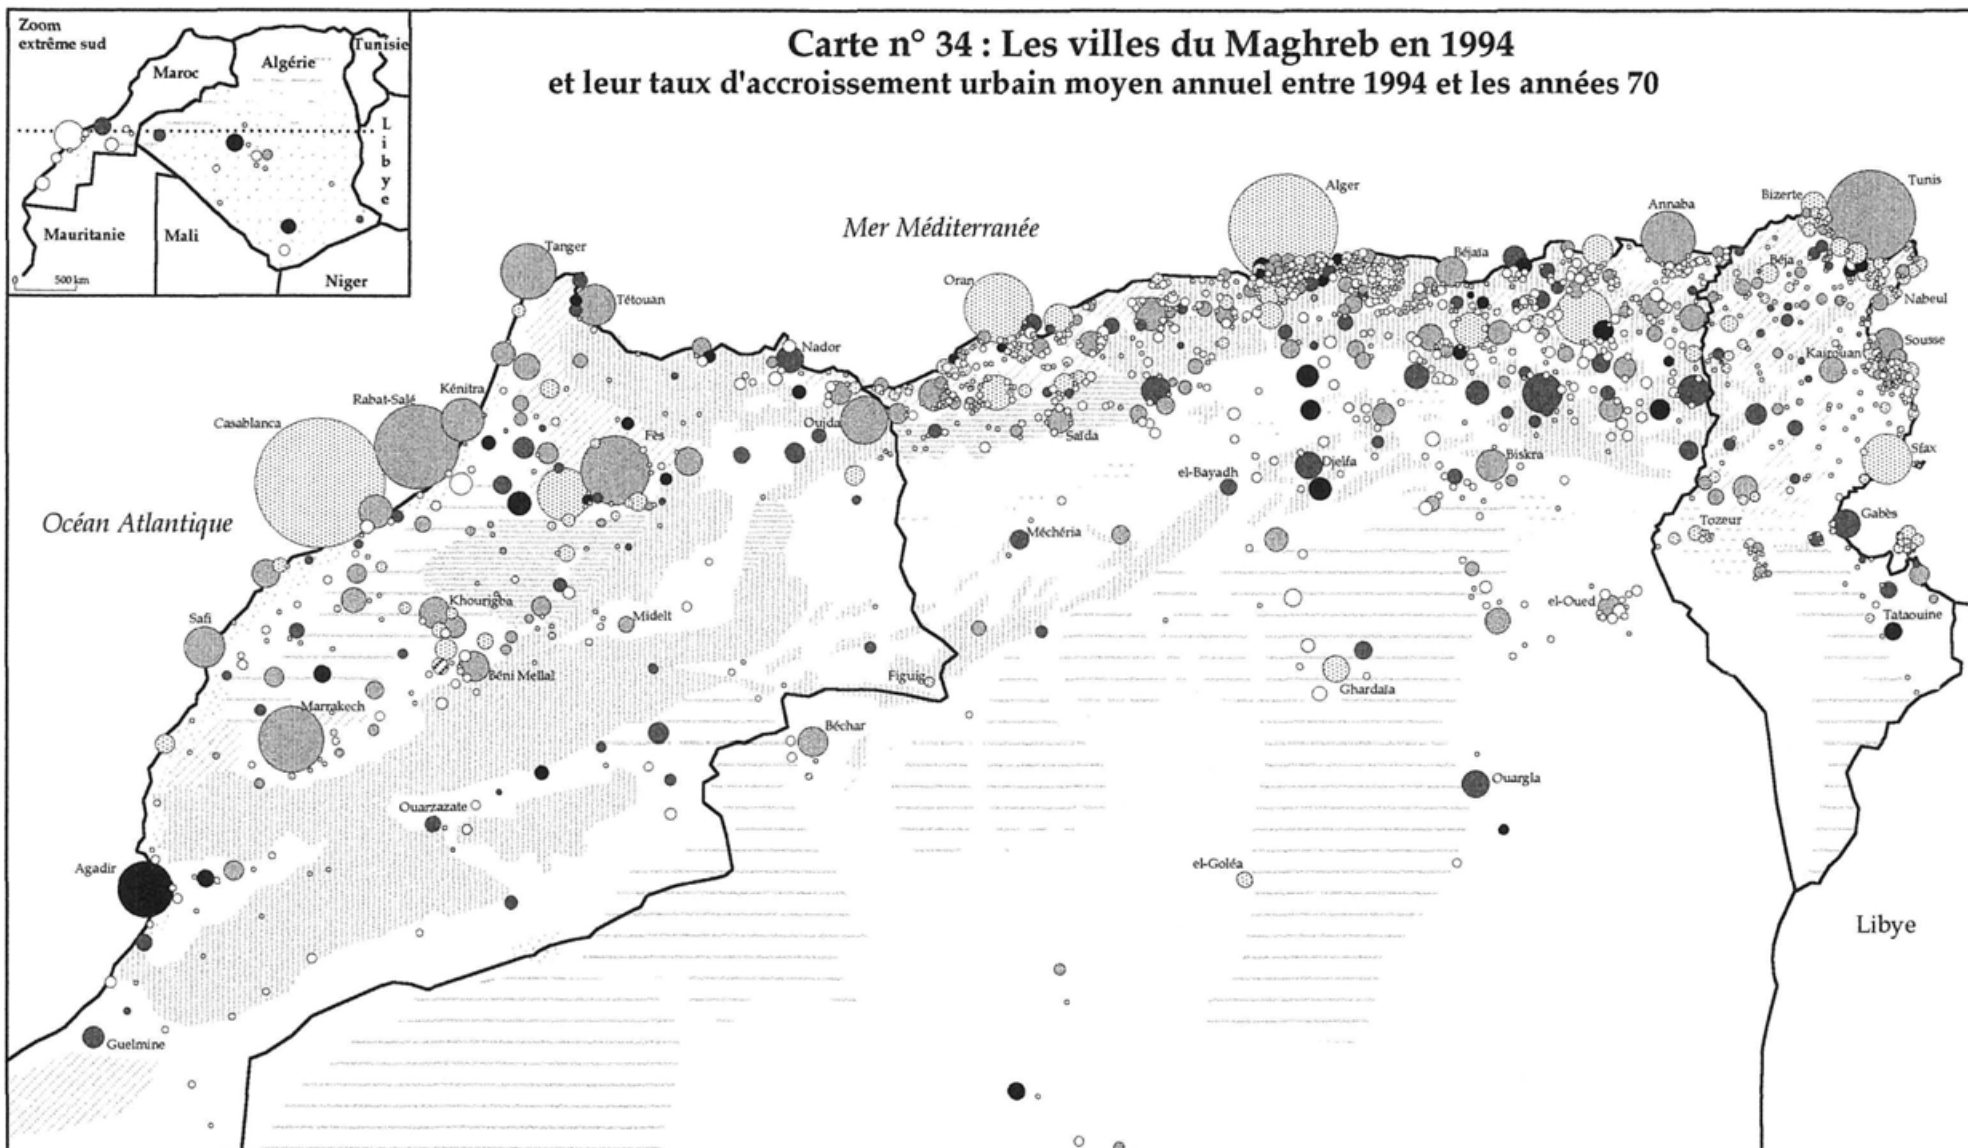 Zoom
extrême sud
Maroc
Algérie
Tunisie
Libye
Mauritanie
Mali
Niger
0 500 km
Carte n° 34 : Les villes du Maghreb en 1994
et leur taux d'accroissement urbain moyen annuel entre 1994 et les années 70
Mer Méditerranée
Océan Atlantique
Alger
Tunis
Bizerte
Annaba
Tanger
Béjaïa
Béja
Oran
Tétouan
Nabeul
Nador
Sousse
Kairouan
Kénitra
Rabat-Salé
Casablanca
Fès
Oujda
Saïda
Sfax
Djelfa
Biskra
el-Bayadh
Gabès
Tozeur
Méchéria
Khouribga
el-Oued
Midelt
Safi
Tataouine
Béni Mellal
Figuig
Ghardaïa
Marrakech
Béchar
Ouargla
Ouarzazate
Agadir
el-Goléa
Libye
Guelmine